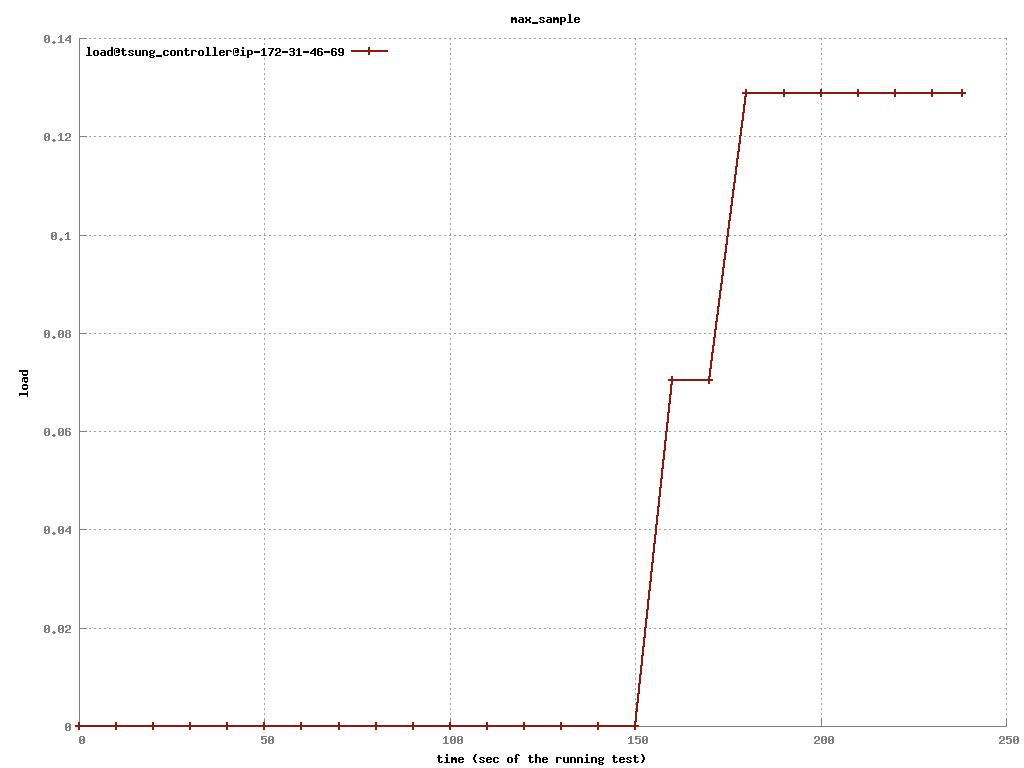 max_sample
load@tsung_controller@ip-172-31-46-69
0.14
0.12
0.1
0.08
0.06
0.04
0.02
0
load
0 50 100 150 200 250
time (sec of the running test)